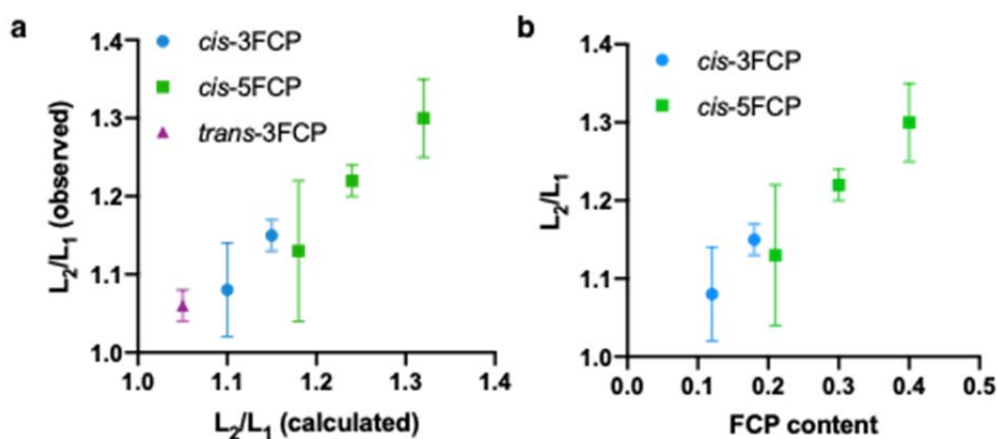 a
cis-3FCP
cis-5FCP
trans-3FCP
L2/L1 (observed)
1.4
1.3
1.2
1.1
1.0
1.0 1.1 1.2 1.3 1.4
L2/L1 (calculated)
b
cis-3FCP
cis-5FCP
L2/L1
1.4
1.3
1.2
1.1
1.0
0.0 0.1 0.2 0.3 0.4 0.5
FCP content